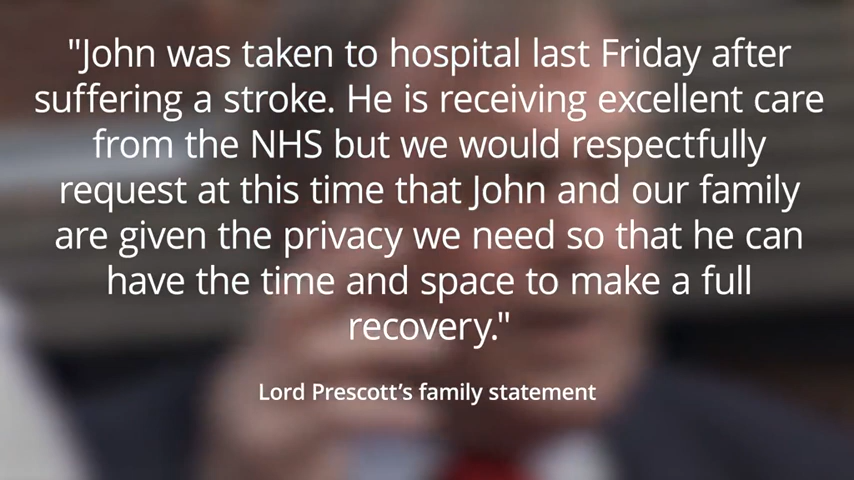 "John was taken to hospital last Friday after
suffering a stroke. He is receiving excellent care
from the NHS but we would respectfully
request at this time that John and our family
are given the privacy we need so that he can
have the time and space to make a full
recovery."
Lord Prescott’s family statement